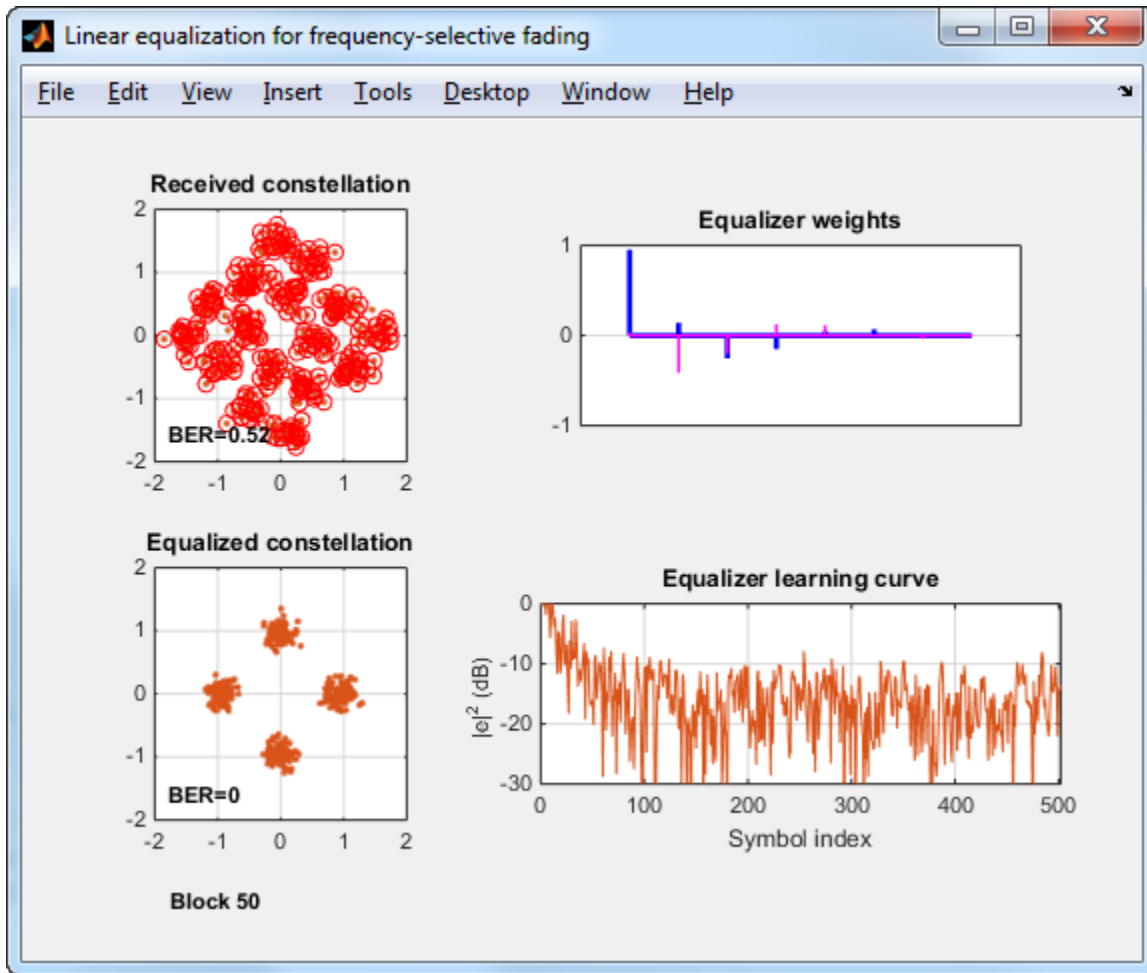 Linear equalization for frequency-selective fading
File Edit View Insert Tools Desktop Window Help
Received constellation
2
1
0
-1
-2
BER=0.52
-2 -1 0 1 2
Equalizer weights
1
0
-1
Equalized constellation
2
1
0
-1
-2
BER=0
-2 -1 0 1 2
Equalizer learning curve
|e|^2 (dB)
0
-10
-20
-30
0 100 200 300 400 500
Symbol index
Block 50